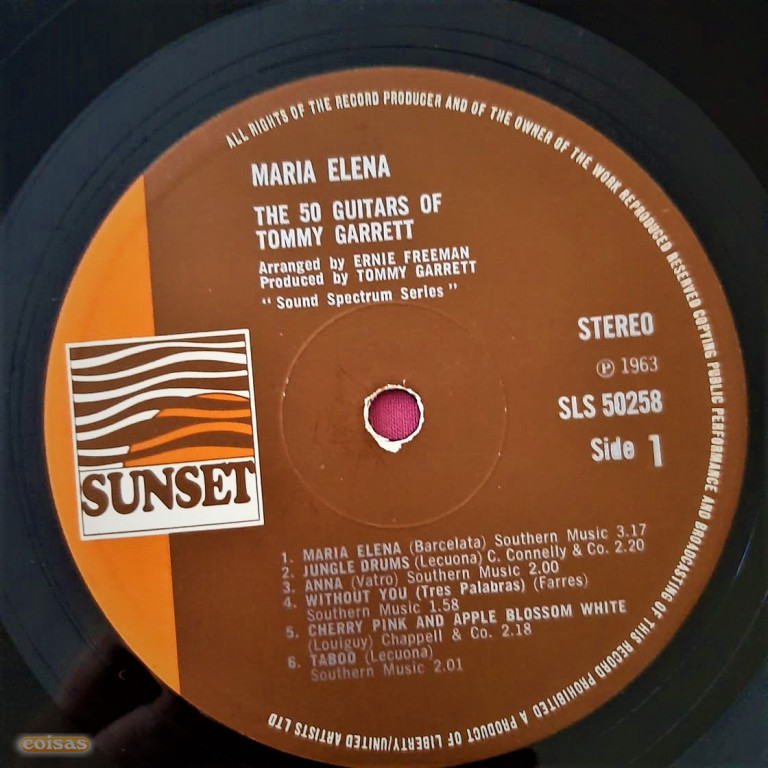 ALL RIGHTS OF THE RECORD PRODUCER AND OF THE OWNER OF THE WORK REPRODUCED RESERVED COPYING PUBLIC PERFORMANCE AND BROADCASTING OF THIS RECORD PROHIBITED A PRODUCT OF LIBERTY/UNITED ARTISTS LTD
MARIA ELENA
THE 50 GUITARS OF
TOMMY GARRETT
Arranged by ERNIE FREEMAN
Produced by TOMMY GARRETT
"Sound Spectrum Series"
STEREO
℗ 1963
SLS 50258
Side 1
SUNSET
1. MARIA ELENA (Barcelata) Southern Music 3.17
2. JUNGLE DRUMS (Lecuona) C. Connelly & Co. 2.20
3. ANNA (Vatro) Southern Music 2.00
4. WITHOUT YOU (Tres Palabras) (Farres)
Southern Music 1.58
5. CHERRY PINK AND APPLE BLOSSOM WHITE
(Louiguy) Chappell & Co. 2.18
6. TABOO (Lecuona)
Southern Music 2.01
coisas